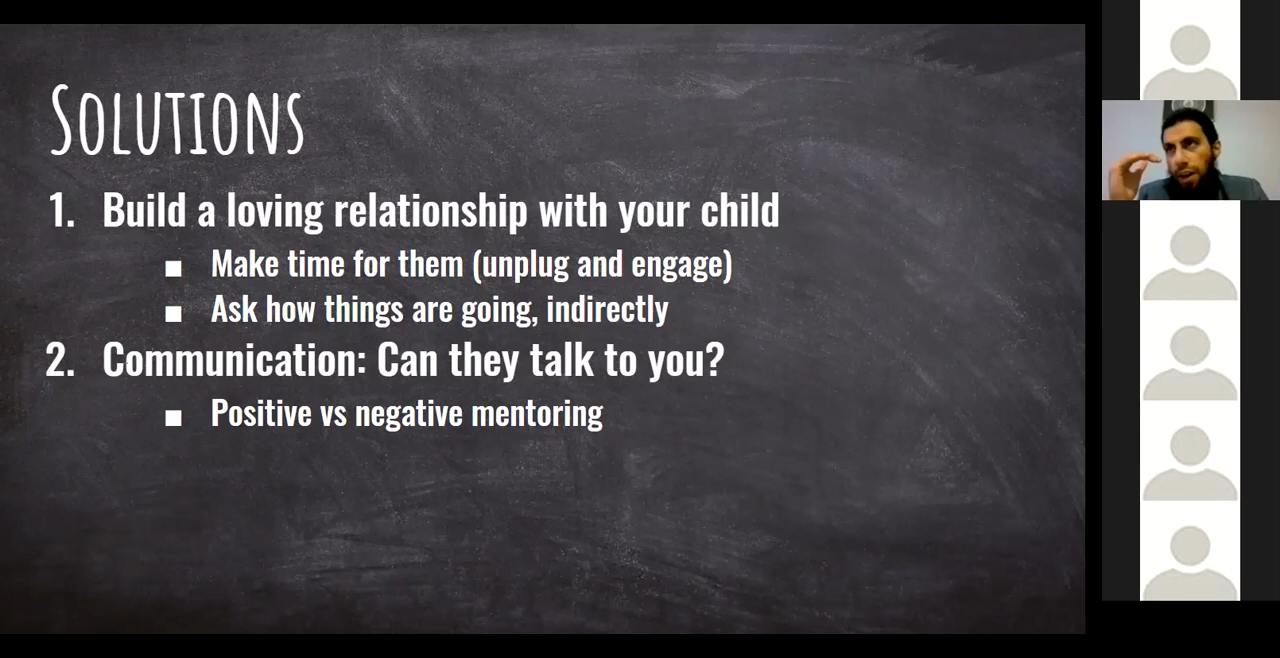 Solutions
1. Build a loving relationship with your child
■ Make time for them (unplug and engage)
■ Ask how things are going, indirectly
2. Communication: Can they talk to you?
■ Positive vs negative mentoring